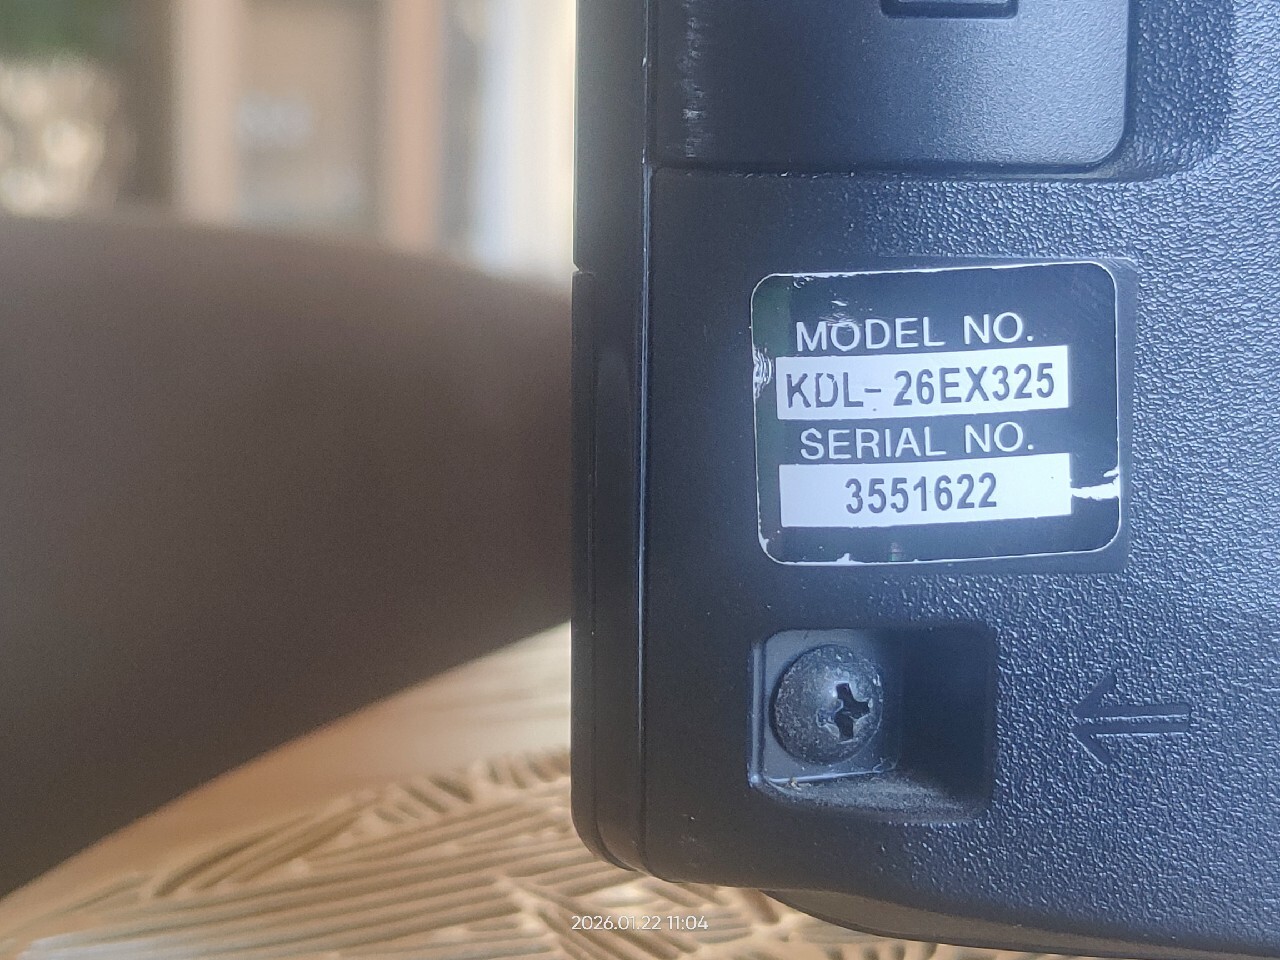 MODEL NO.
KDL- 26EX325
SERIAL NO.
3551622
2026.01.22 11:04